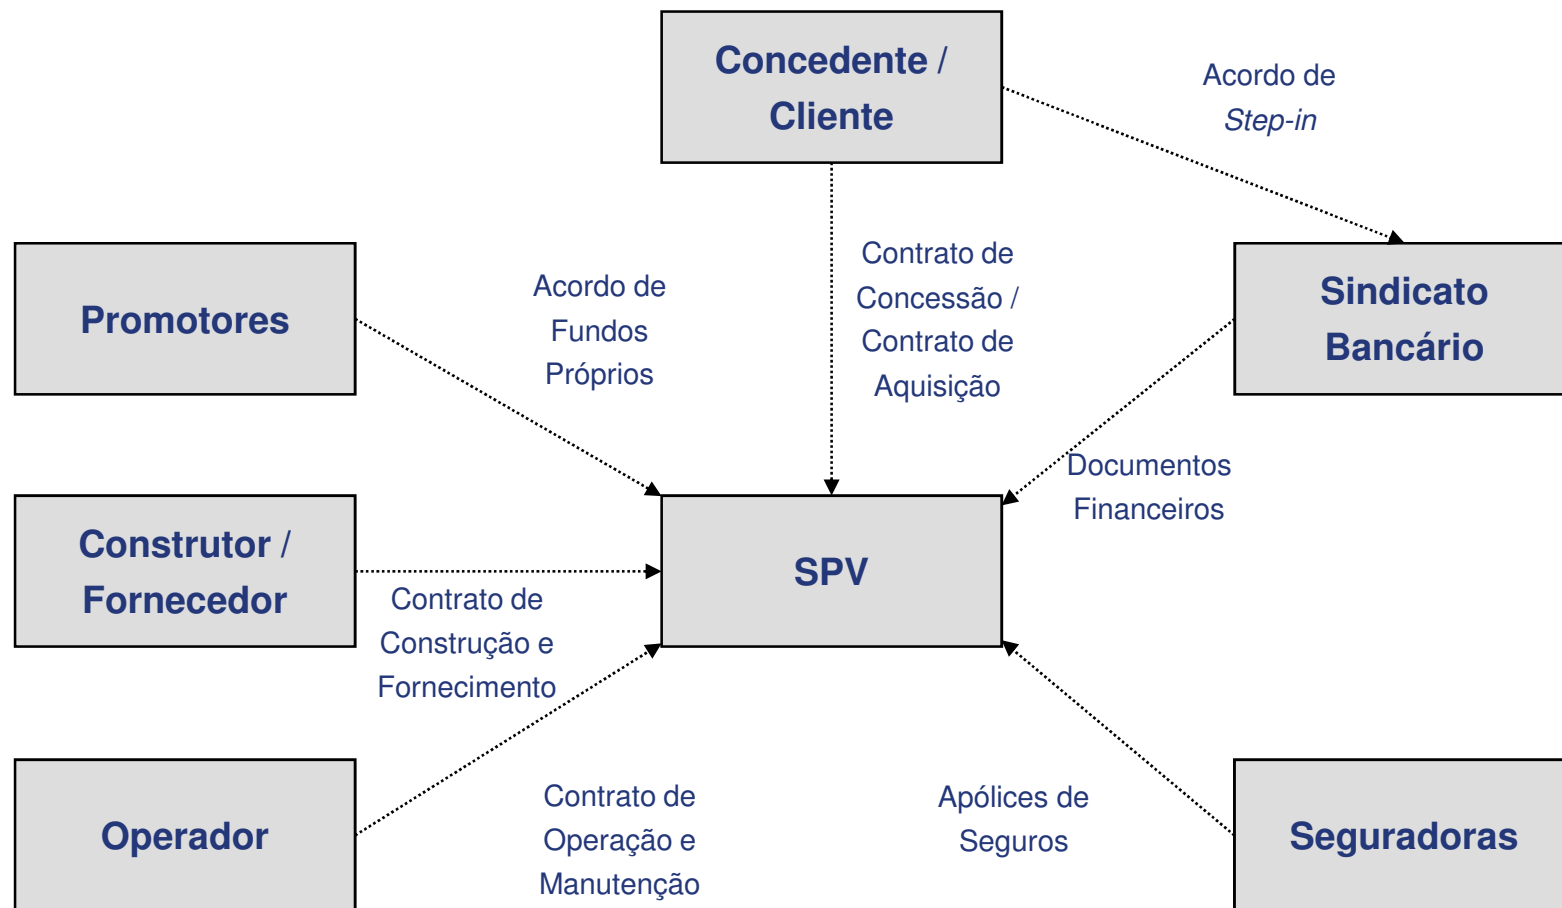 Concedente /
Cliente
Acordo de
Step-in
Promotores
Acordo de
Fundos
Próprios
Contrato de
Concessão /
Contrato de
Aquisição
Sindicato
Bancário
Documentos
Financeiros
Construtor /
Fornecedor
Contrato de
Construção e
Fornecimento
SPV
Operador
Contrato de
Operação e
Manutenção
Apólices de
Seguros
Seguradoras